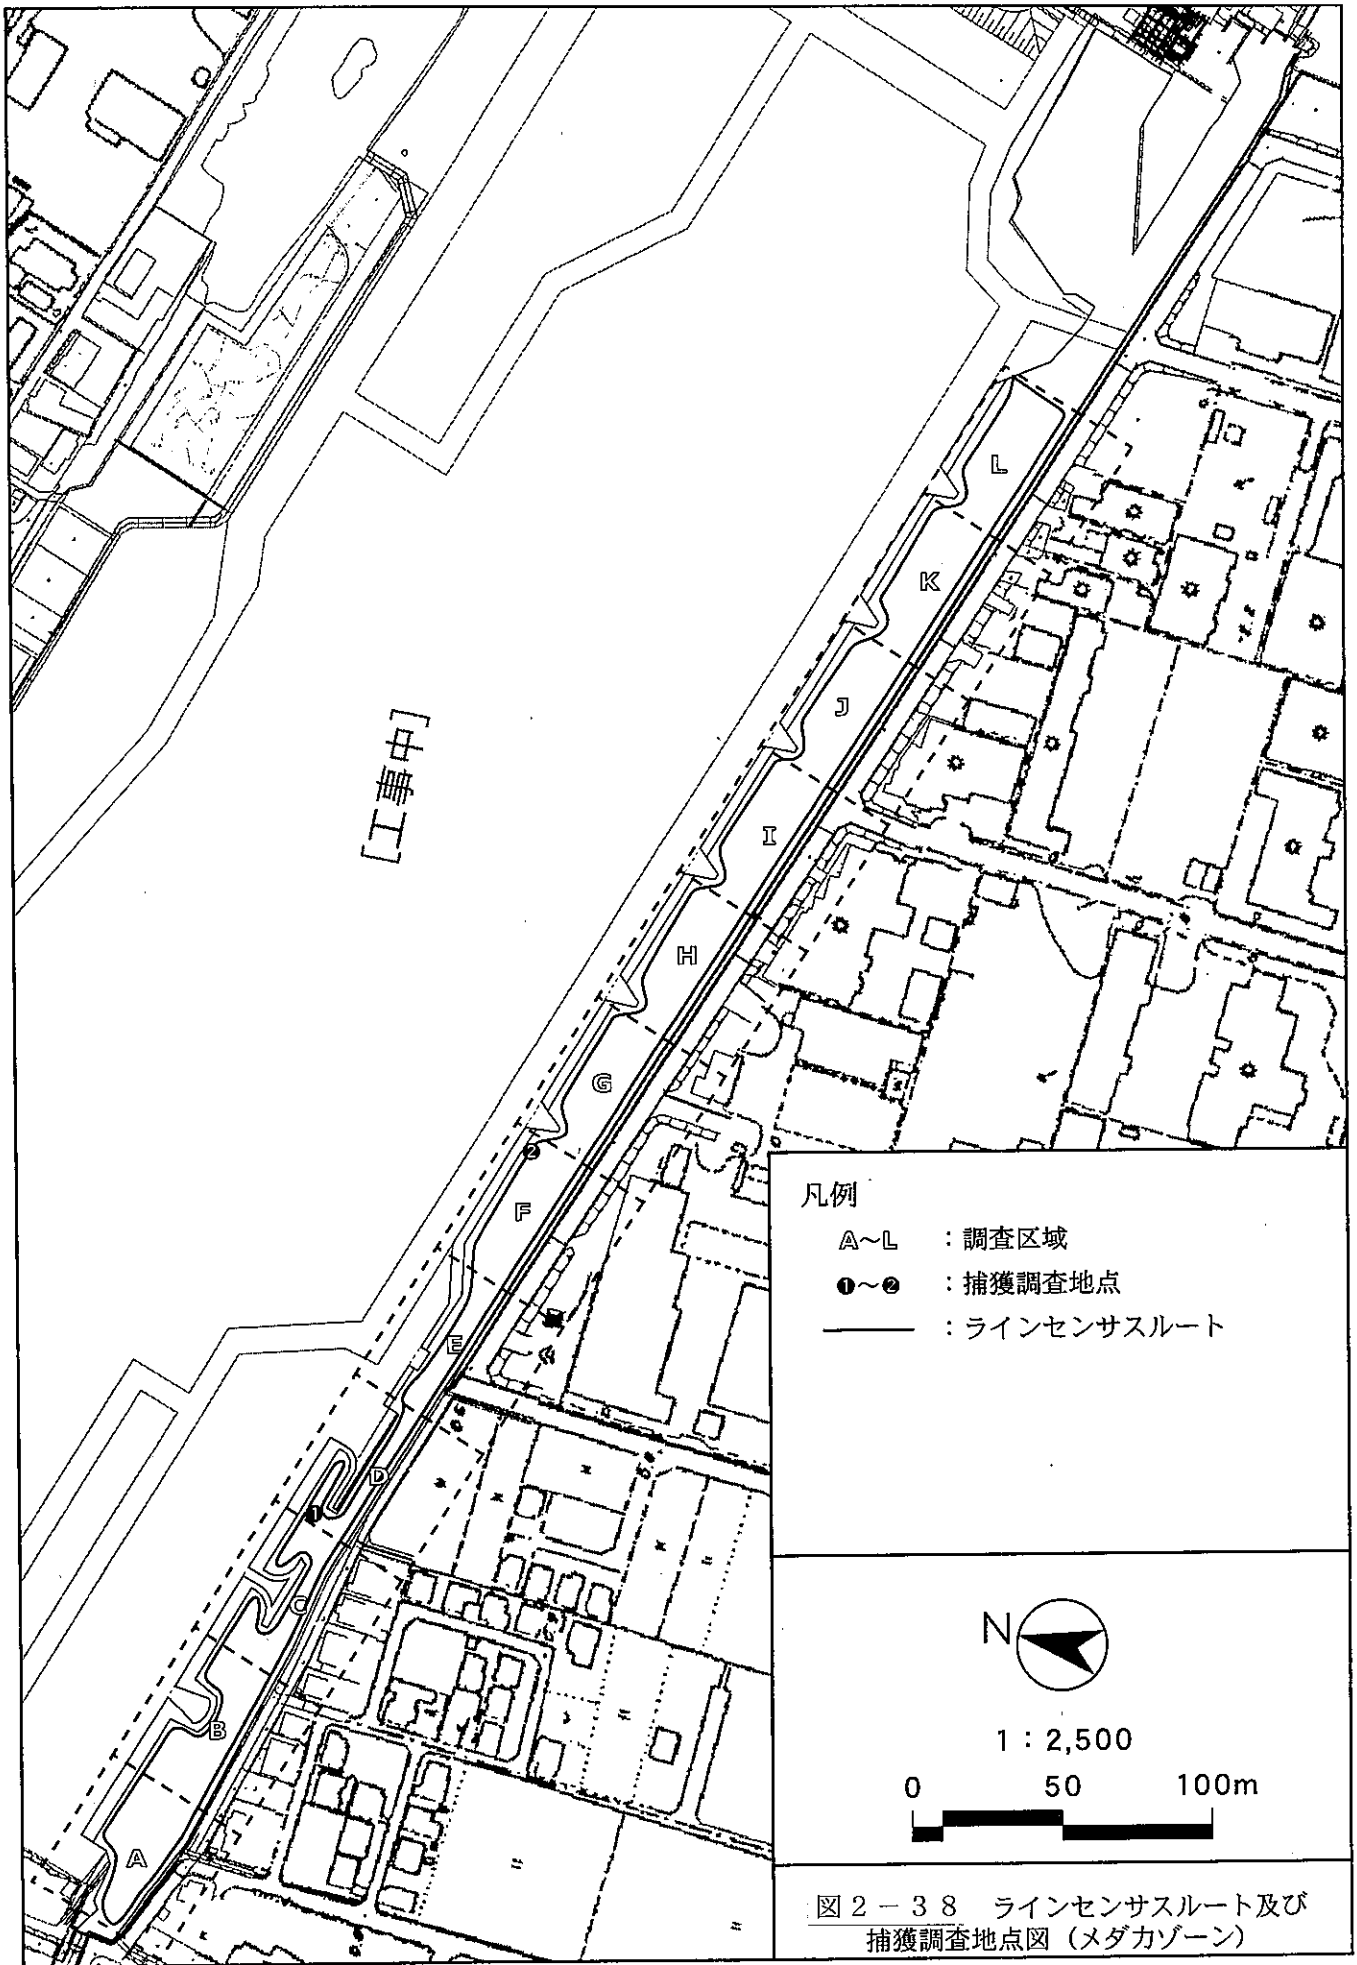 [工事中]
L
K
J
I
H
G
❷
F
E
D
❶
C
B
A
凡例
A～L ：調査区域
❶～❷ ：捕獲調査地点
：ラインセンサスルート
N
1：2,500
0 50 100m
図2－38 ラインセンサスルート及び
捕獲調査地点図（メダカゾーン）